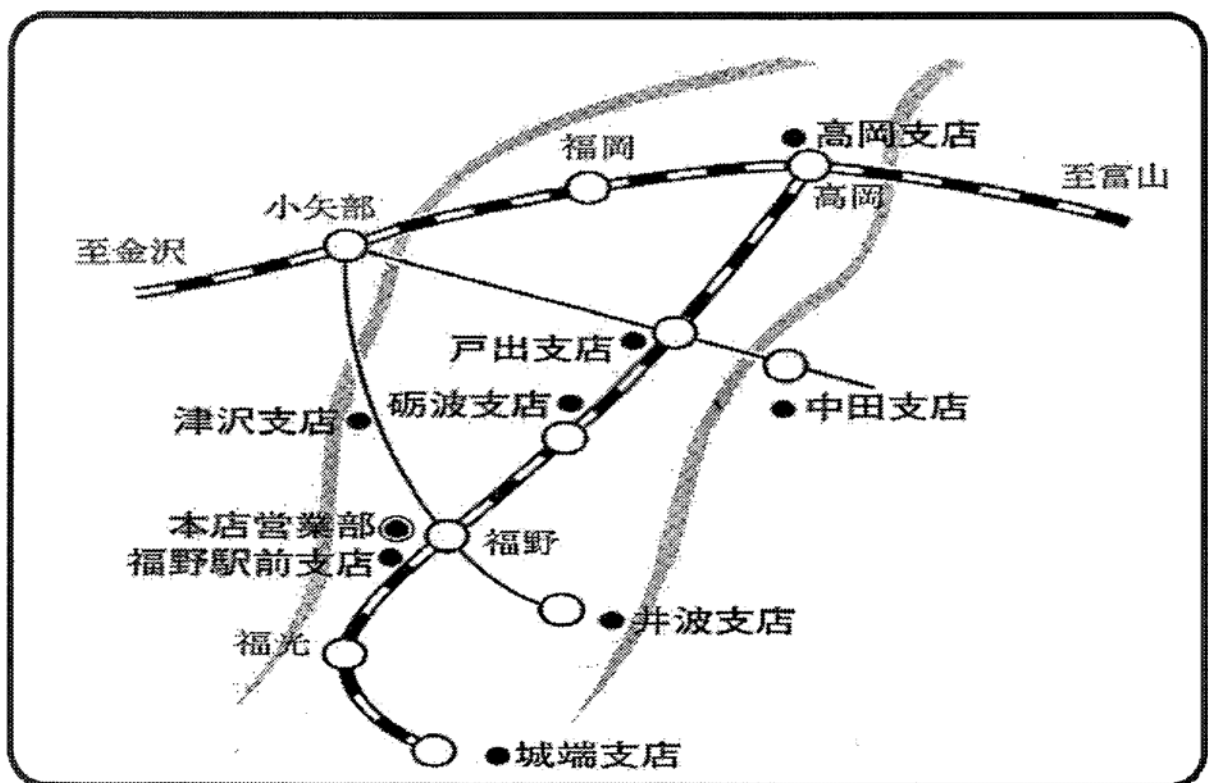 高岡支店
福岡
至富山
高岡
小矢部
至金沢
戸出支店
砺波支店
中田支店
津沢支店
本店営業部
福野
福野駅前支店
井波支店
福光
城端支店